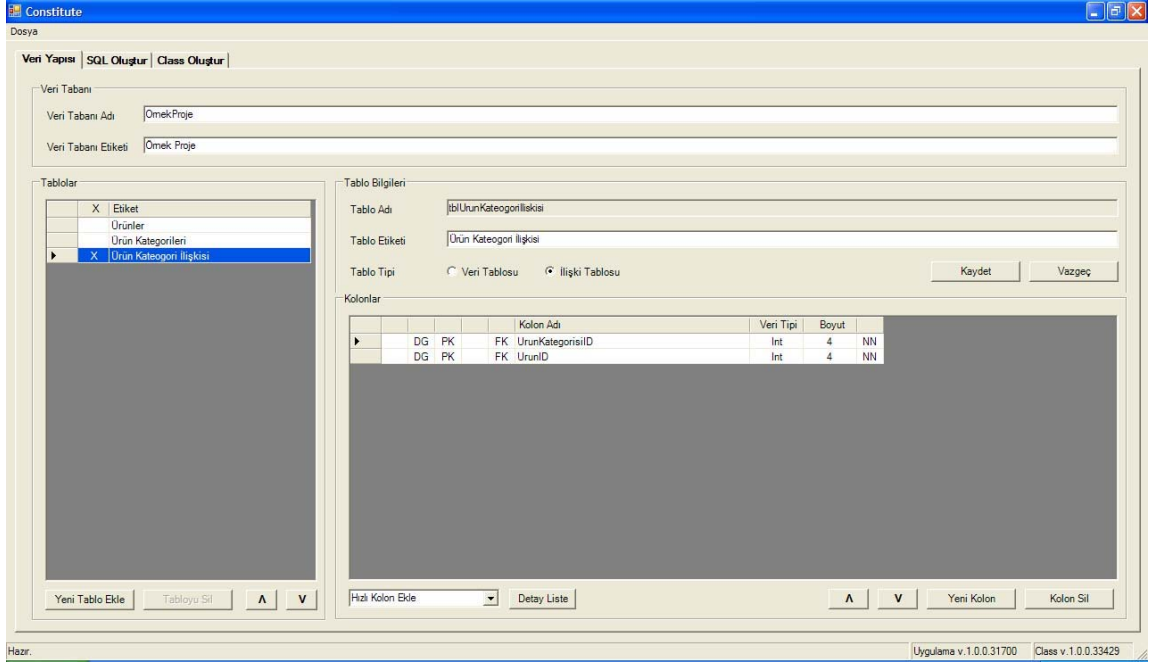 Constitute
Dosya
Veri Yapısı SQL Oluştur Class Oluştur
Veri Tabanı
Veri Tabanı Adı OrnekProje
Veri Tabanı Etiketi Örnek Proje
Tablolar
X Etiket
Ürünler
Ürün Kategorileri
X Ürün Kateogori İlişkisi
Yeni Tablo Ekle Tabloyu Sil Λ V
Tablo Bilgileri
Tablo Adı tblUrunKateogoriIliskisi
Tablo Etiketi Ürün Kateogori İlişkisi
Tablo Tipi Veri Tablosu İlişki Tablosu Kaydet Vazgeç
Kolonlar
Kolon Adı Veri Tipi Boyut
DG PK FK UrunKategorisiID Int 4 NN
DG PK FK UrunID Int 4 NN
Hızlı Kolon Ekle Detay Liste Λ V Yeni Kolon Kolon Sil
Hazır. Uygulama v.1.0.0.31700 Class v.1.0.0.33429